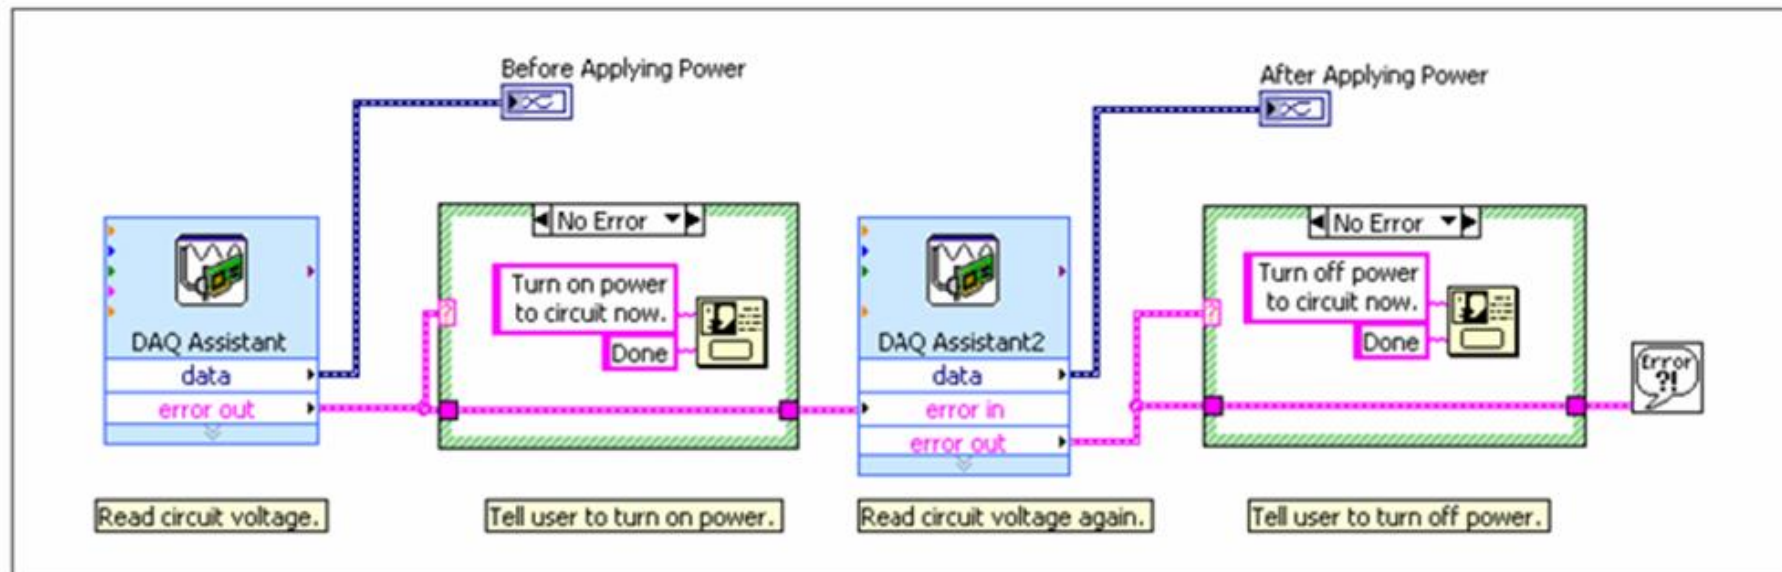 Before Applying Power
After Applying Power
No Error
Turn on power
to circuit now.
Done
DAQ Assistant
data
error out
No Error
Turn off power
to circuit now.
Done
DAQ Assistant2
data
error in
error out
Error
?!
Read circuit voltage.
Tell user to turn on power.
Read circuit voltage again.
Tell user to turn off power.